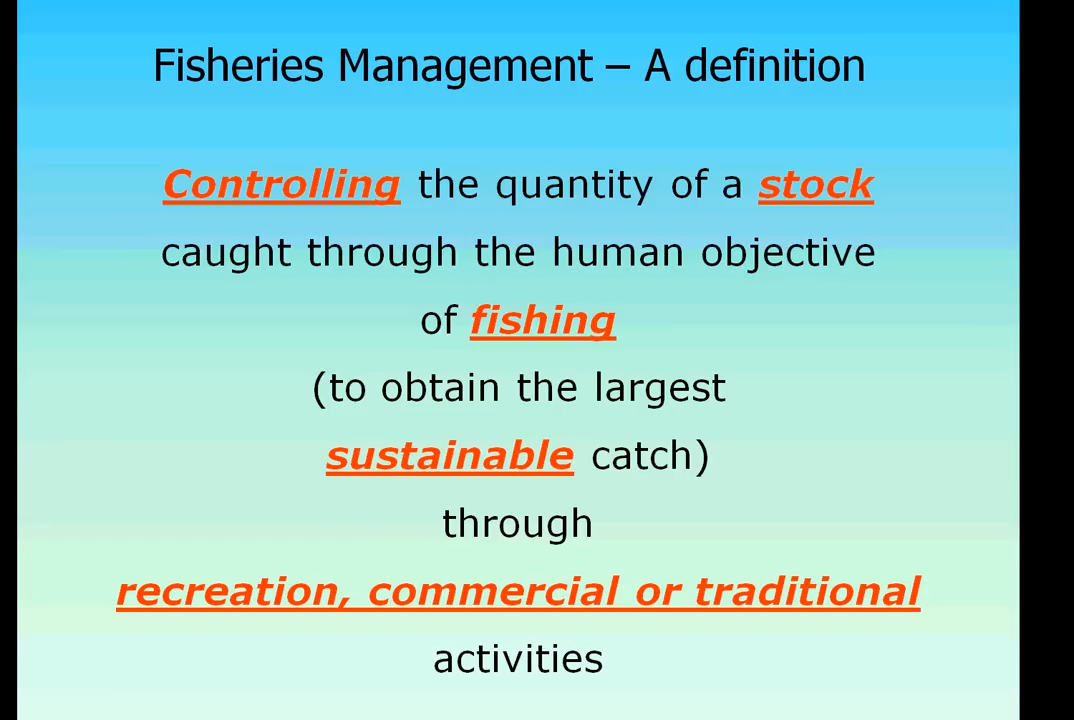 Fisheries Management – A definition
Controlling the quantity of a stock
caught through the human objective
of fishing
(to obtain the largest
sustainable catch)
through
recreation, commercial or traditional
activities